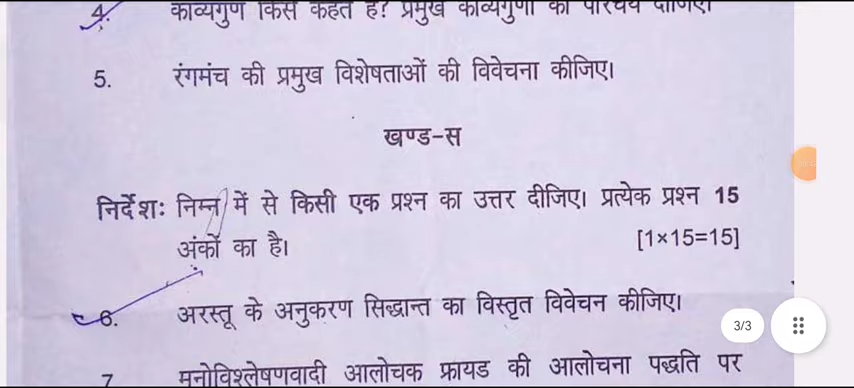 4. काव्यगुण किसे कहते हैं? प्रमुख काव्यगुणों का परिचय दीजिए।
5. रंगमंच की प्रमुख विशेषताओं की विवेचना कीजिए।
खण्ड-स
निर्देशः निम्न में से किसी एक प्रश्न का उत्तर दीजिए। प्रत्येक प्रश्न 15
अंकों का है। [1×15=15]
6. अरस्तू के अनुकरण सिद्धान्त का विस्तृत विवेचन कीजिए।
3/3
7. मनोविश्लेषणवादी आलोचक फ्रायड की आलोचना पद्धति पर